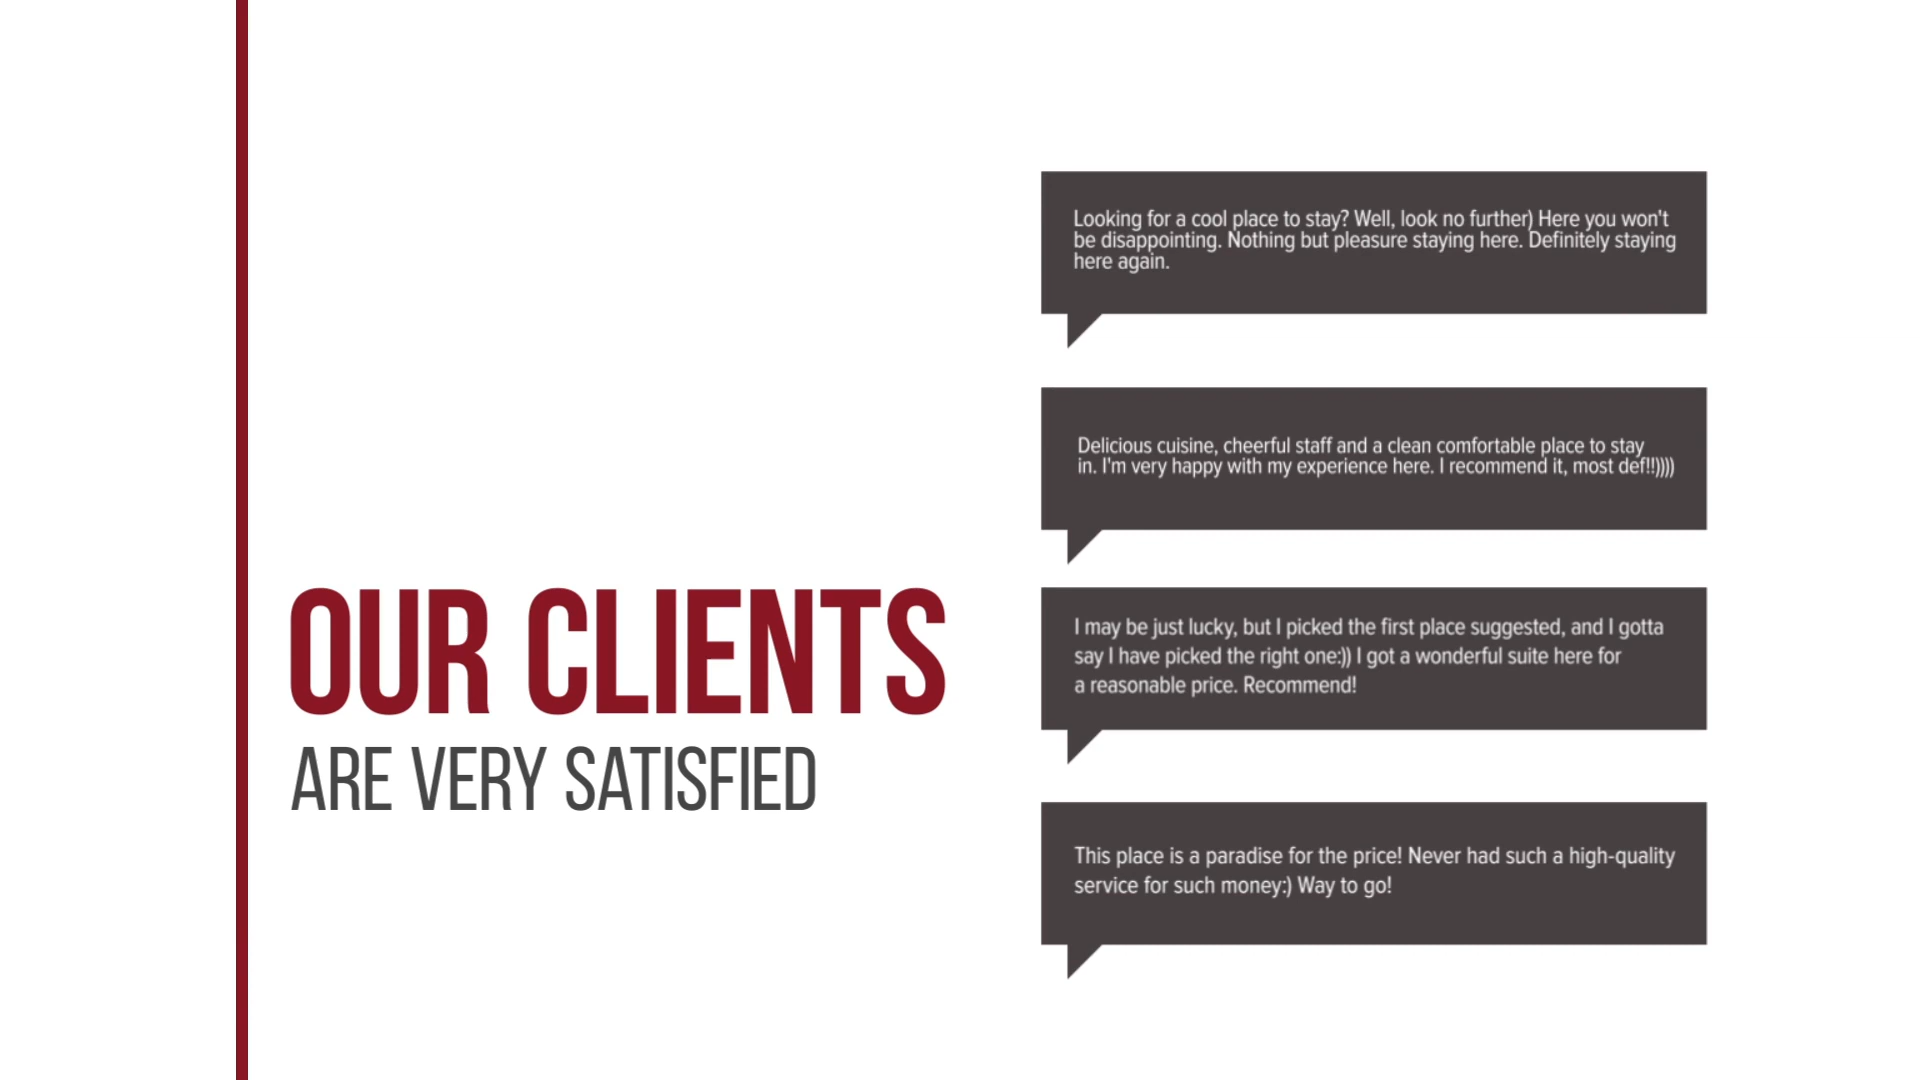 OUR CLIENTS
ARE VERY SATISFIED
Looking for a cool place to stay? Well, look no further) Here you won't
be disappointing. Nothing but pleasure staying here. Definitely staying
here again.
Delicious cuisine, cheerful staff and a clean comfortable place to stay
in. I'm very happy with my experience here. I recommend it, most def!!))))
I may be just lucky, but I picked the first place suggested, and I gotta
say I have picked the right one:)) I got a wonderful suite here for
a reasonable price. Recommend!
This place is a paradise for the price! Never had such a high-quality
service for such money:) Way to go!